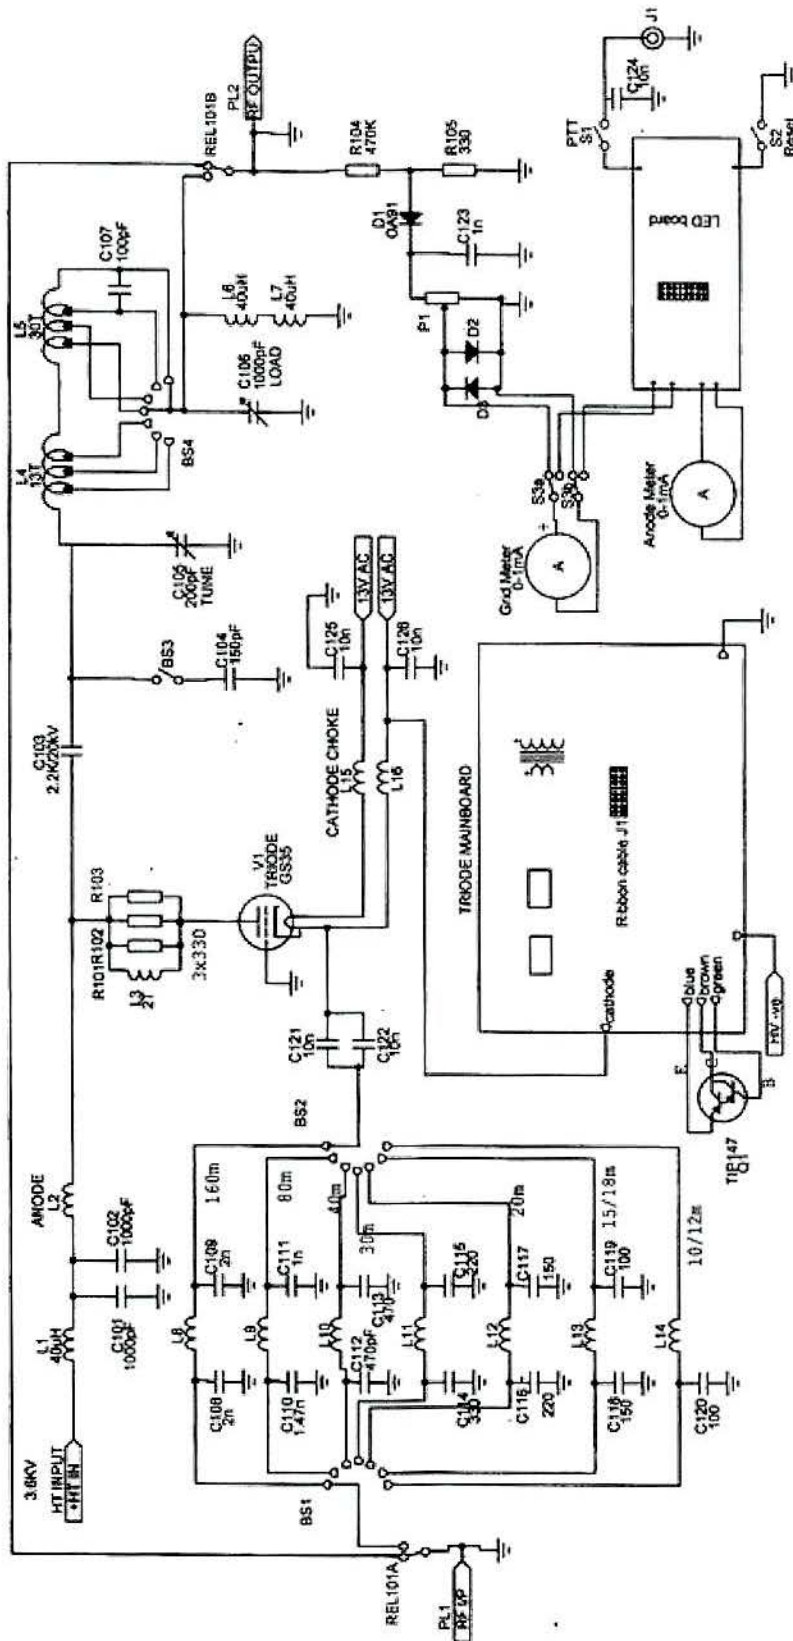 3.6KV
HT INPUT
+HT IN
L1
40uH
C101
1000pF
C102
1000pF
ANODE
L2
R101
R102
R103
L3
2T
3x330
V1
TRIODE
GS35
C103
2.2K/20kV
BS3
C104
150pF
C105
200pF
TUNE
L4
13T
L5
30T
BS4
C107
100pF
C106
1000pF
LOAD
L6
40uH
L7
40uH
REL101B
PL2
RF OUTPU
R104
470K
R105
330
D1
OA91
C123
1n
P1
D2
D3
S3a
S3b
Grid Meter
0-1mA
A
+
Anode Meter
0-1mA
A
LED board
PTT
S1
C124
10n
J1
S2
Reset
REL101A
PL1
RF I/P
BS1
BS2
L8
160m
C108
2n
C109
2n
L9
80m
C110
1.47n
C111
1n
L10
40m
C112
470pF
C113
470
L11
30m
C114
330
C115
220
L12
20m
C116
220
C117
150
L13
15/18m
C118
150
C119
100
L14
10/12m
C120
100
C121
10n
C122
10n
CATHODE CHOKE
L15
L16
C125
10n
C126
10n
13V AC
13V AC
TRIODE MAINBOARD
Ribbon cable J1
cathode
blue
brown
green
E
C
B
TIP147
Q1
HV -ve